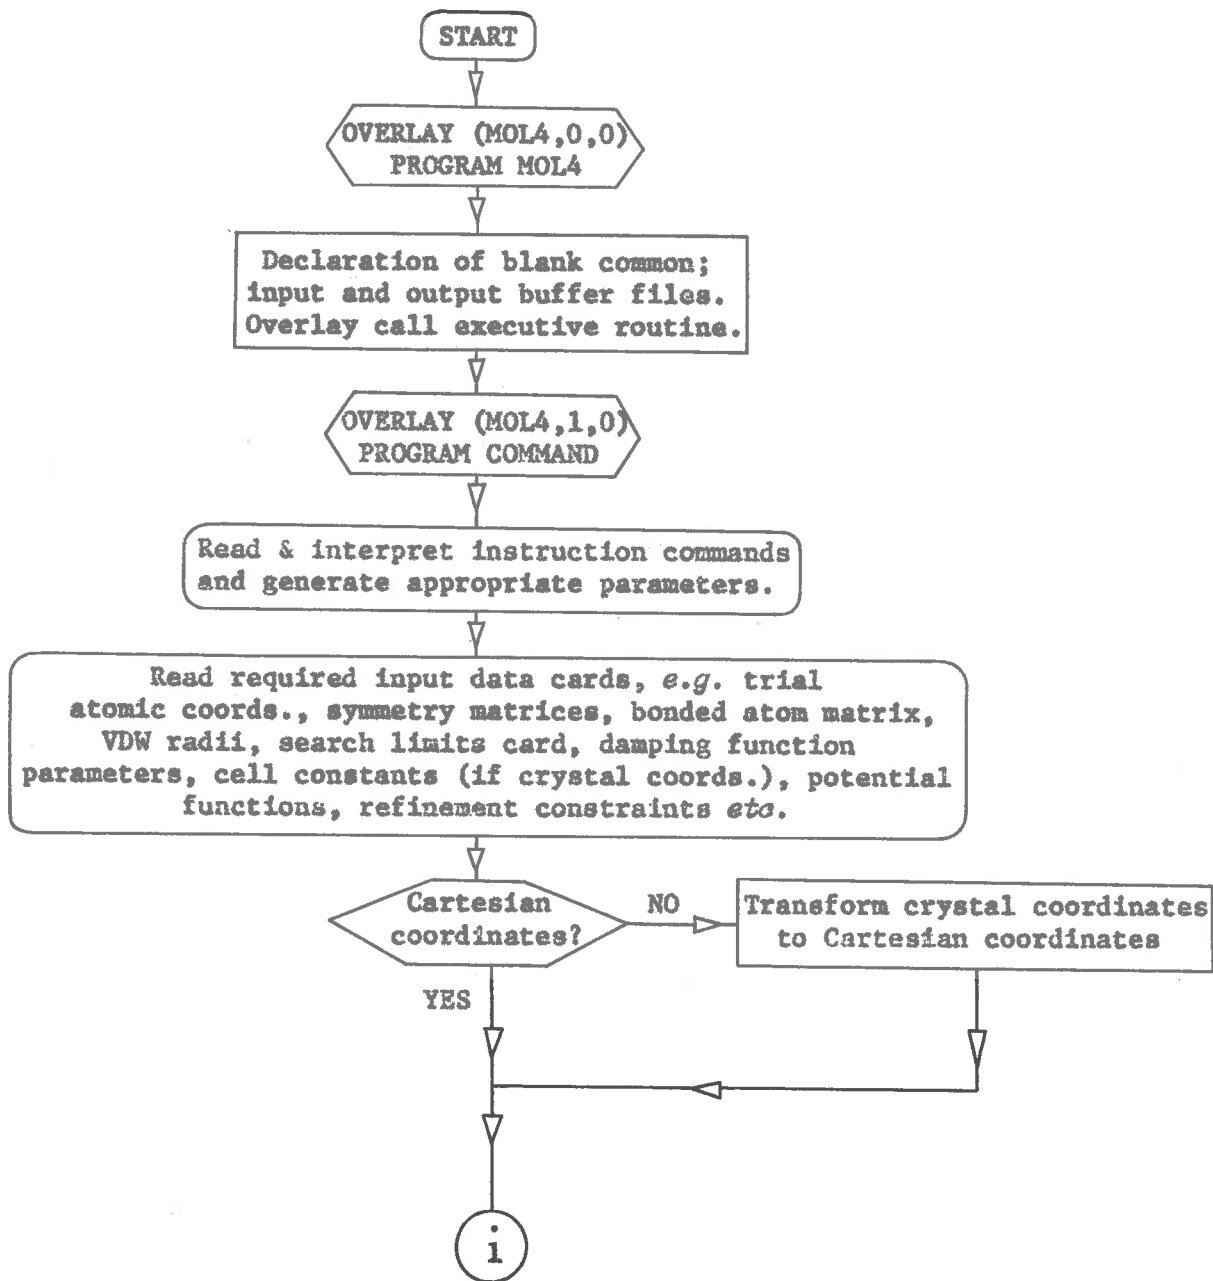 START
OVERLAY (MOL4,0,0)
PROGRAM MOL4
Declaration of blank common;
input and output buffer files.
Overlay call executive routine.
OVERLAY (MOL4,1,0)
PROGRAM COMMAND
Read & interpret instruction commands
and generate appropriate parameters.
Read required input data cards, e.g. trial
atomic coords., symmetry matrices, bonded atom matrix,
VDW radii, search limits card, damping function
parameters, cell constants (if crystal coords.), potential
functions, refinement constraints etc.
Cartesian
coordinates?
NO
Transform crystal coordinates
to Cartesian coordinates
YES
i